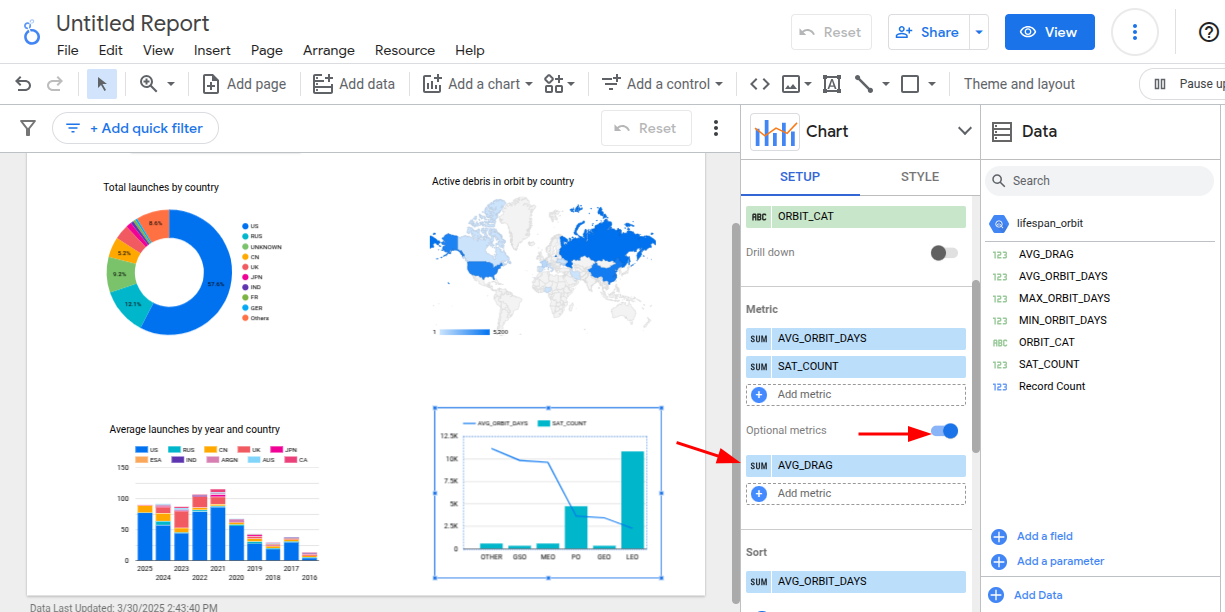 Untitled Report
File Edit View Insert Page Arrange Resource Help
Reset
Share
View
Add page
Add data
Add a chart
Add a control
Theme and layout
Pause up
+ Add quick filter
Reset
Total launches by country
8.6%
5.2%
9.2%
12.1%
57.6%
US
RUS
UNKNOWN
CN
UK
JPN
IND
FR
GER
Others
Active debris in orbit by country
1 5,200
Average launches by year and country
US RUS CN UK JPN
ESA IND ARGN AUS CA
150
100
50
0
2025 2023 2021 2019 2017
2024 2022 2020 2018 2016
AVG_ORBIT_DAYS SAT_COUNT
12.5K
10K
7.5K
5K
2.5K
0
OTHER GSO MEO PO GEO LEO
Data Last Updated: 3/30/2025 2:43:40 PM
Chart
SETUP STYLE
ABC ORBIT_CAT
Drill down
Metric
SUM AVG_ORBIT_DAYS
SUM SAT_COUNT
Add metric
Optional metrics
SUM AVG_DRAG
Add metric
Sort
SUM AVG_ORBIT_DAYS
Data
Search
lifespan_orbit
123 AVG_DRAG
123 AVG_ORBIT_DAYS
123 MAX_ORBIT_DAYS
123 MIN_ORBIT_DAYS
ABC ORBIT_CAT
123 SAT_COUNT
123 Record Count
Add a field
Add a parameter
Add Data